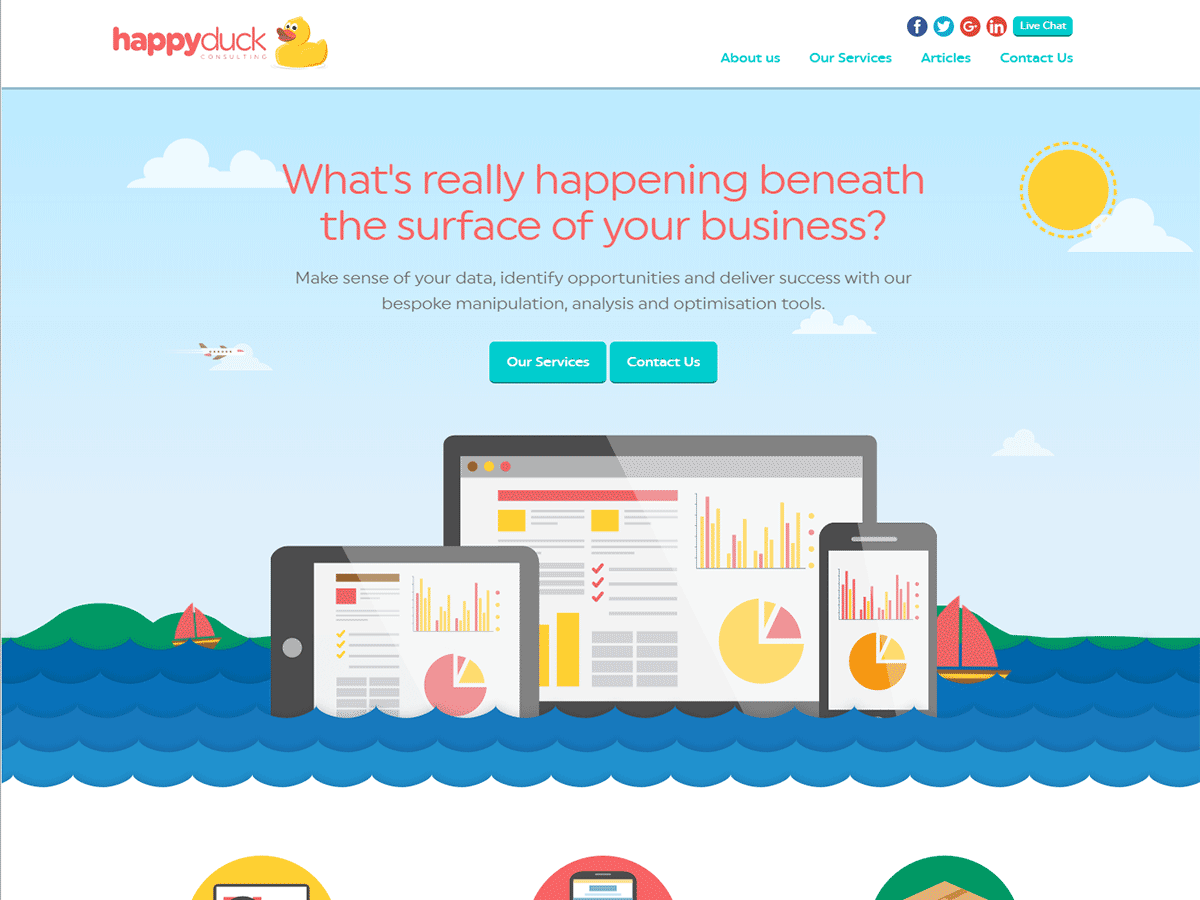 happyduck
CONSULTING
Live Chat
About us
Our Services
Articles
Contact Us
What's really happening beneath
the surface of your business?
Make sense of your data, identify opportunities and deliver success with our
bespoke manipulation, analysis and optimisation tools.
Our Services
Contact Us